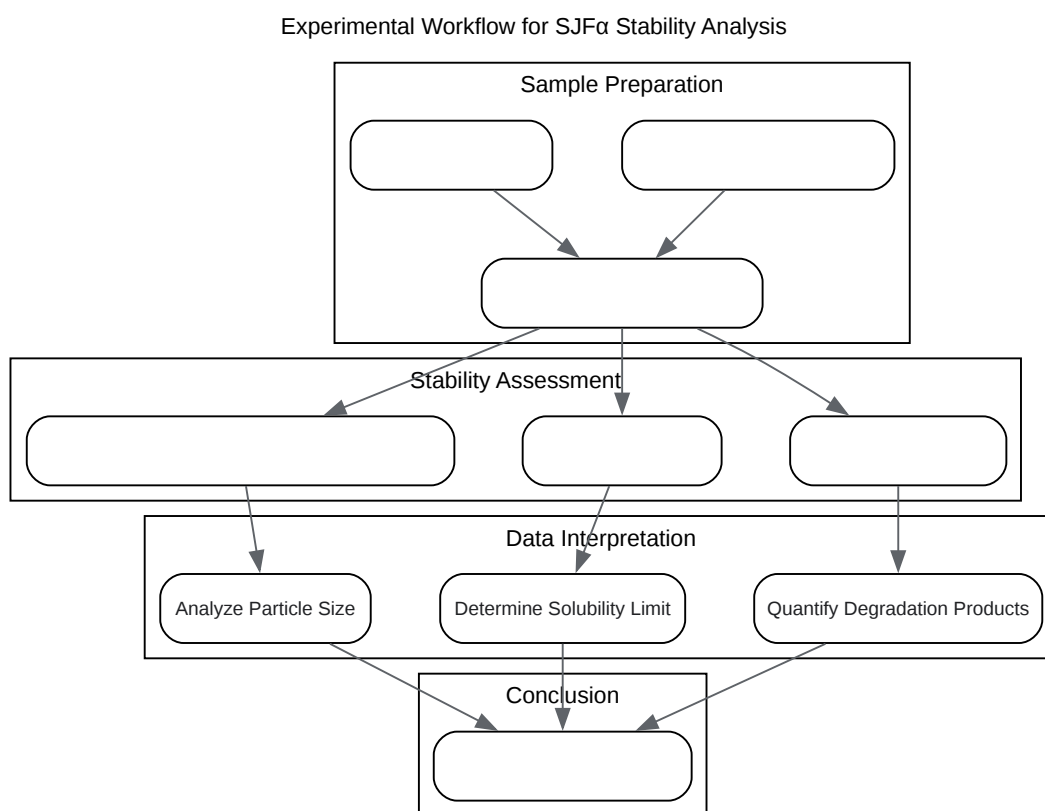 Experimental Workflow for SJFα Stability Analysis
Sample Preparation
Stability Assessment
Data Interpretation
Analyze Particle Size
Determine Solubility Limit
Quantify Degradation Products
Conclusion